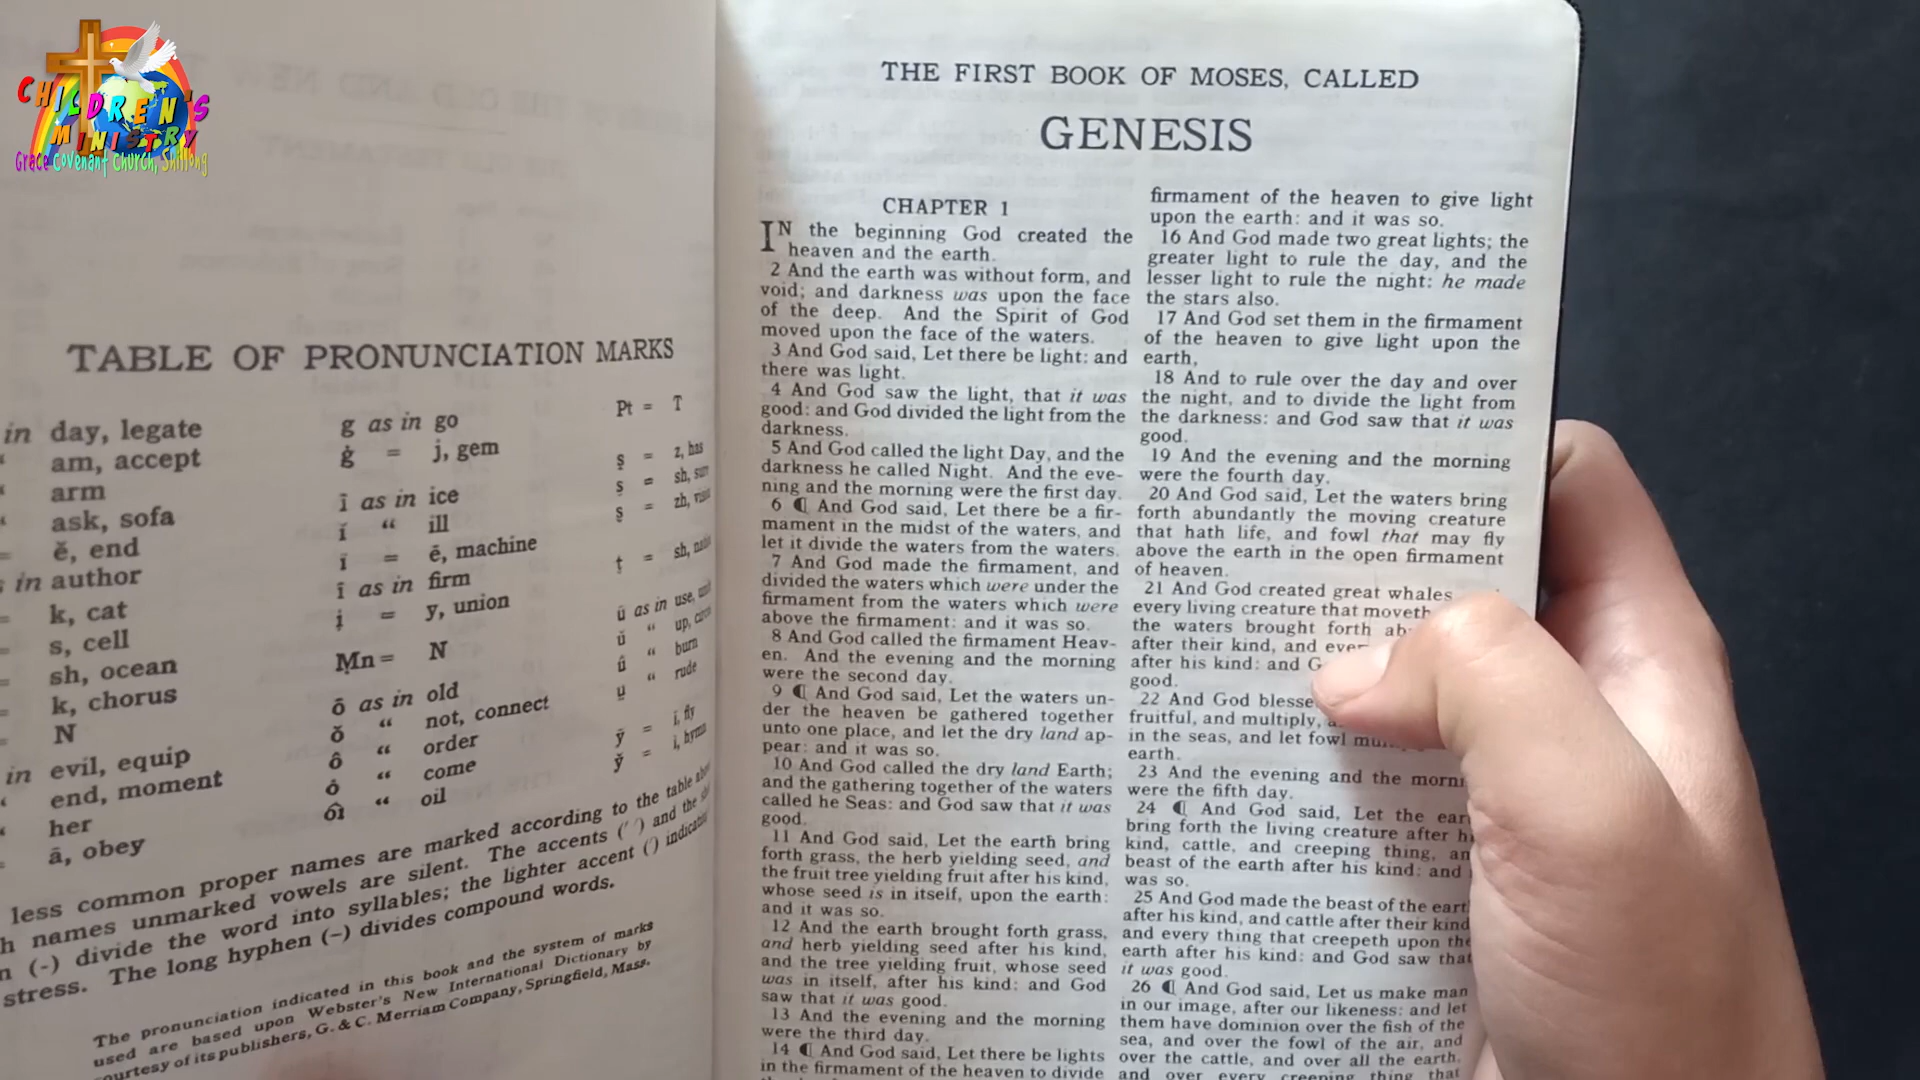 CHILDREN'S
MINISTRY
Grace Covenant Church, Shillong
TABLE OF PRONUNCIATION MARKS
in day, legate
am, accept
arm
ask, sofa
= ĕ, end
in author
= k, cat
= s, cell
= sh, ocean
= k, chorus
= N
in evil, equip
end, moment
her
= ā, obey
g as in go
ġ = j, gem
ī as in ice
ĭ “ ill
ï = ē, machine
î as in firm
i̧ = y, union
Mn = N
ō as in old
ŏ “ not, connect
ô “ order
ȯ “ come
oi “ oil
Pt = T
ş = z, has
= sh,
= zh,
ţ = sh,
ū as in use,
ŭ “ up,
û “ burn
ṳ “ rude
ȳ = ī, fly
y̆ = ĭ, hymn
less common proper names are marked according to the table
names unmarked vowels are silent. The accents (′ ) and the
(-) divide the word into syllables; the lighter accent (′)
stress. The long hyphen (–) divides compound words.
The pronunciation indicated in this book and the system of marks
used are based upon Webster's New International Dictionary by
courtesy of its publishers, G. & C. Merriam Company, Springfield, Mass.
THE FIRST BOOK OF MOSES, CALLED
GENESIS
CHAPTER 1
IN the beginning God created the
heaven and the earth.
2 And the earth was without form, and
void; and darkness was upon the face
of the deep. And the Spirit of God
moved upon the face of the waters.
3 And God said, Let there be light: and
there was light.
4 And God saw the light, that it was
good: and God divided the light from the
darkness.
5 And God called the light Day, and the
darkness he called Night. And the eve-
ning and the morning were the first day.
6 ¶ And God said, Let there be a fir-
mament in the midst of the waters, and
let it divide the waters from the waters.
7 And God made the firmament, and
divided the waters which were under the
firmament from the waters which were
above the firmament: and it was so.
8 And God called the firmament Heav-
en. And the evening and the morning
were the second day.
9 ¶ And God said, Let the waters un-
der the heaven be gathered together
unto one place, and let the dry land ap-
pear: and it was so.
10 And God called the dry land Earth;
and the gathering together of the waters
called he Seas: and God saw that it was
good.
11 And God said, Let the earth bring
forth grass, the herb yielding seed, and
the fruit tree yielding fruit after his kind,
whose seed is in itself, upon the earth:
and it was so.
12 And the earth brought forth grass,
and herb yielding seed after his kind,
and the tree yielding fruit, whose seed
was in itself, after his kind: and God
saw that it was good.
13 And the evening and the morning
were the third day.
14 ¶ And God said, Let there be lights
in the firmament of the heaven to divide
firmament of the heaven to give light
upon the earth: and it was so.
16 And God made two great lights; the
greater light to rule the day, and the
lesser light to rule the night: he made
the stars also.
17 And God set them in the firmament
of the heaven to give light upon the
earth,
18 And to rule over the day and over
the night, and to divide the light from
the darkness: and God saw that it was
good.
19 And the evening and the morning
were the fourth day.
20 And God said, Let the waters bring
forth abundantly the moving creature
that hath life, and fowl that may fly
above the earth in the open firmament
of heaven.
21 And God created great whales
every living creature that moveth
the waters brought forth
after their kind, and
after his kind: and
good.
22 And God
fruitful, and multiply,
in the seas, and let fowl
earth.
23 And the evening and the
were the fifth day.
24 ¶ And God said, Let the
bring forth the living creature after
kind, cattle, and creeping thing,
beast of the earth after his kind: and
was so.
25 And God made the beast of the
after his kind, and cattle after their kind
and every thing that creepeth upon the
earth after his kind: and God saw that
it was good.
26 ¶ And God said, Let us make man
in our image, after our likeness: and let
them have dominion over the fish of the
sea, and over the fowl of the air, and
over the cattle, and over all the earth,
and over every creeping thing that